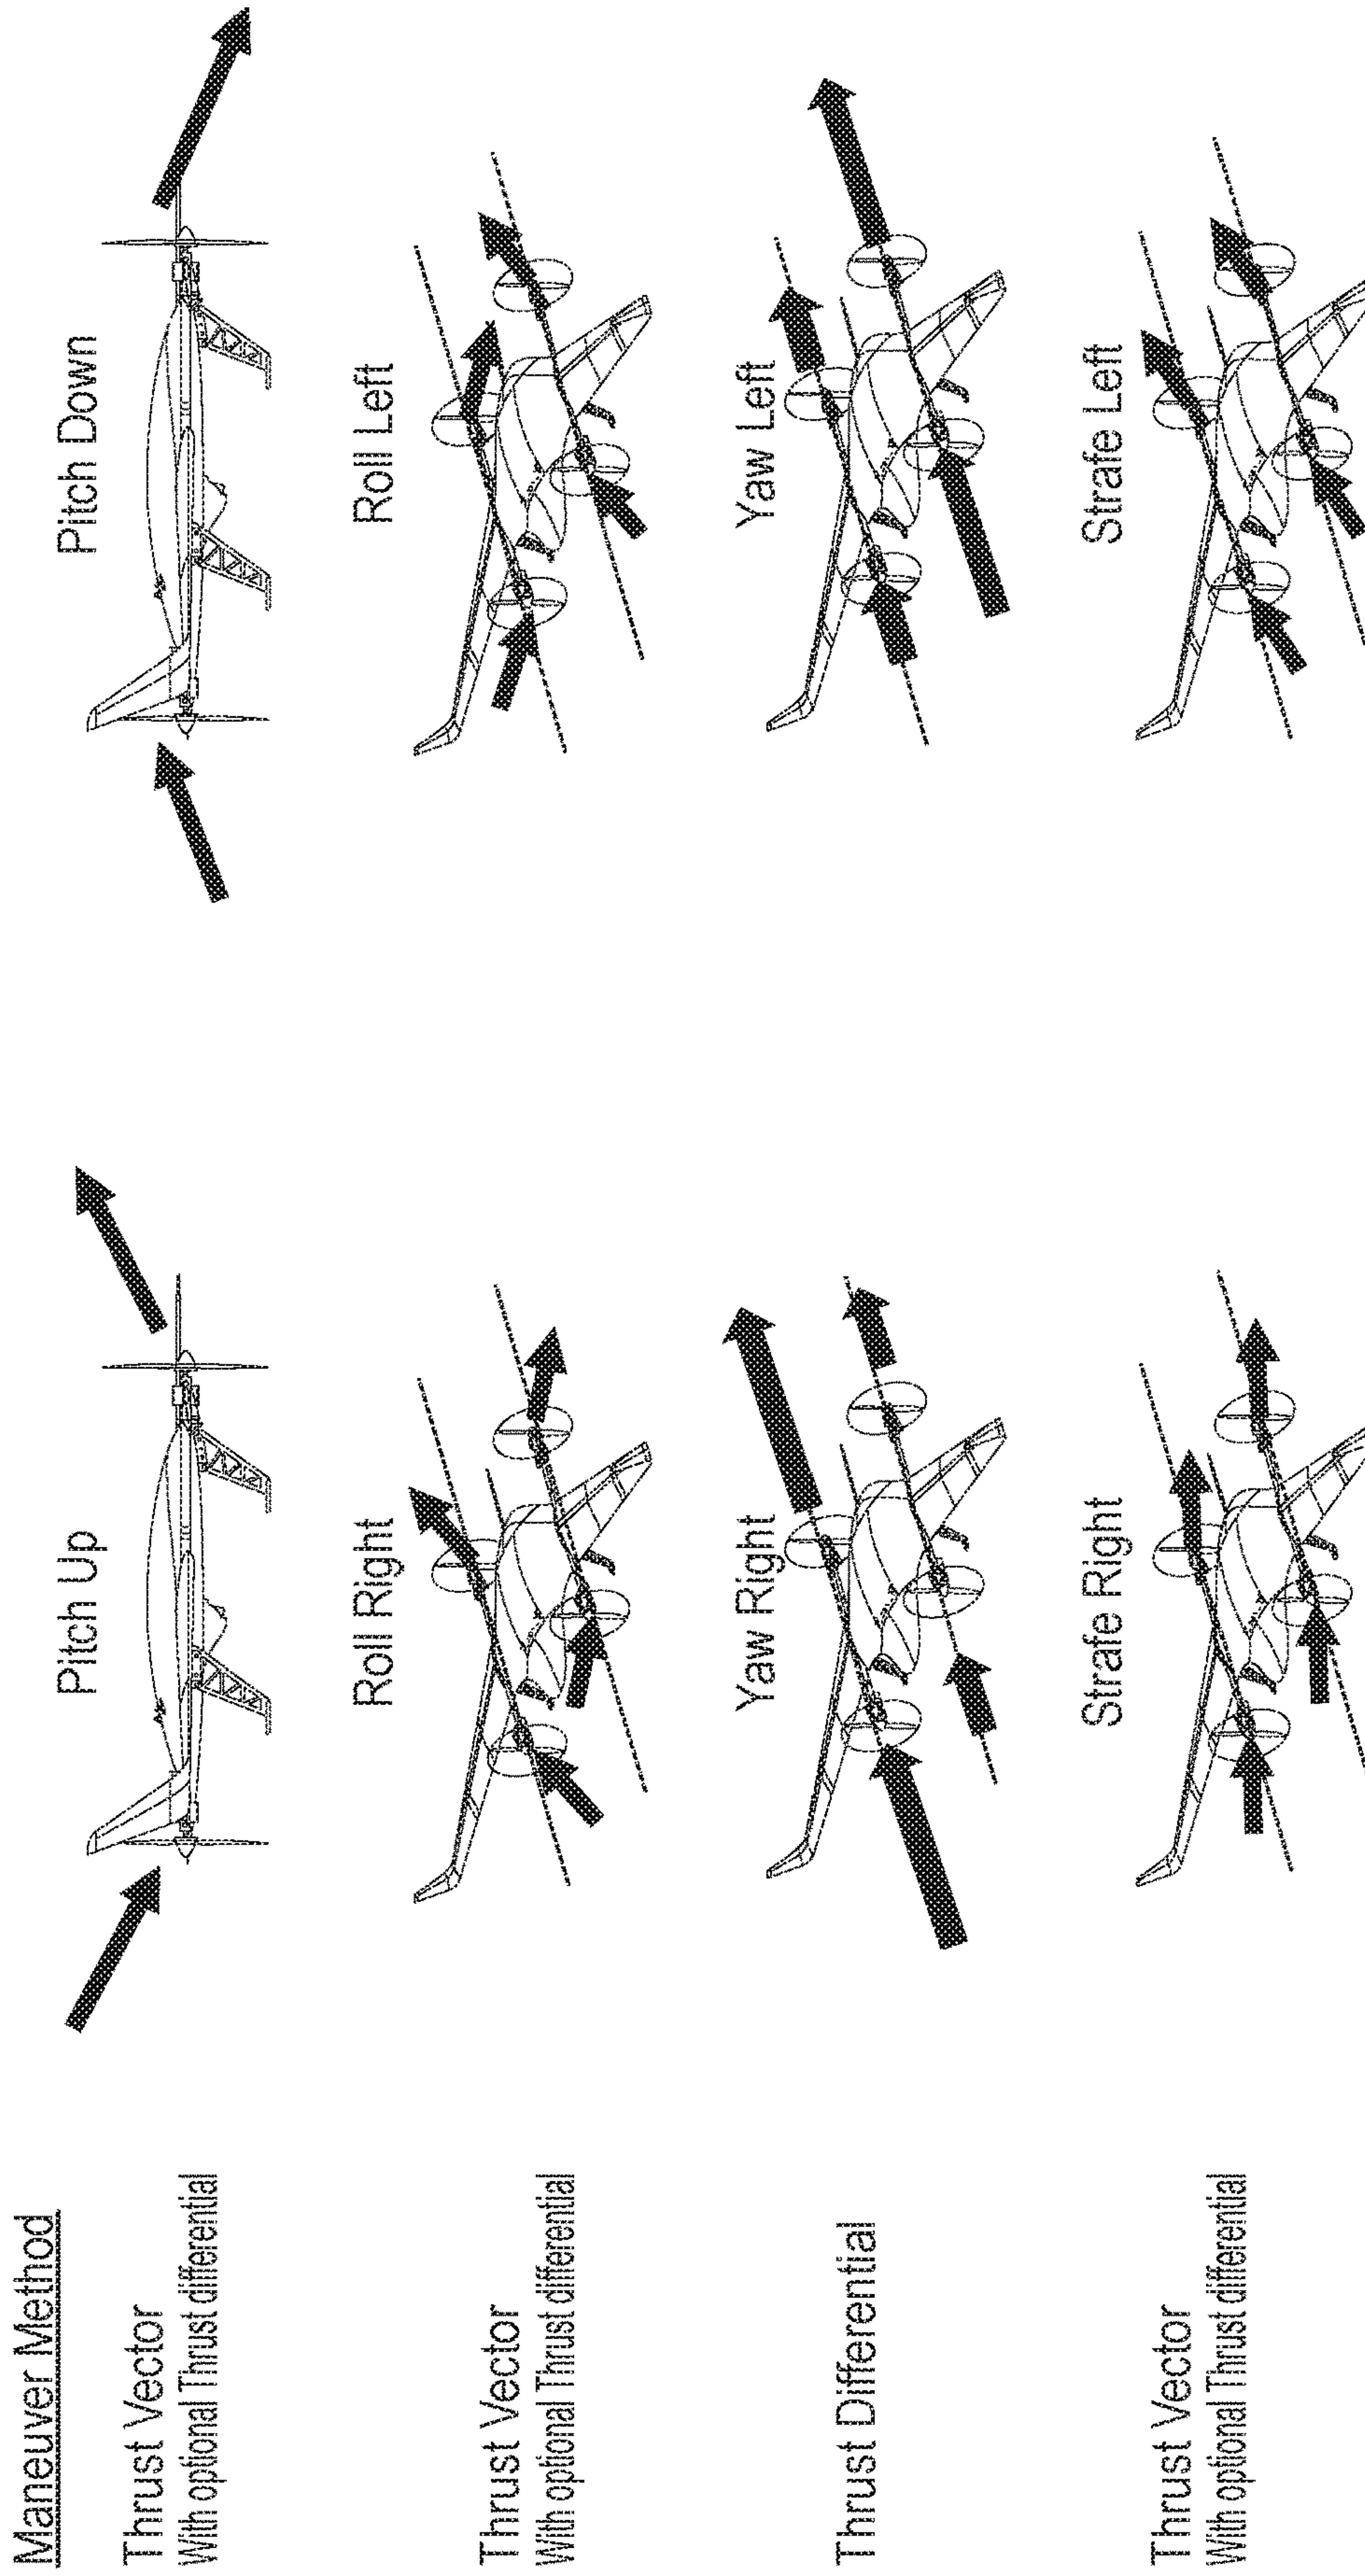 Maneuver Method
Pitch Up
Pitch Down
Thrust Vector
With optional Thrust differential
Roll Right
Roll Left
Thrust Vector
With optional Thrust differential
Yaw Right
Yaw Left
Thrust Differential
Strafe Right
Strafe Left
Thrust Vector
With optional Thrust differential